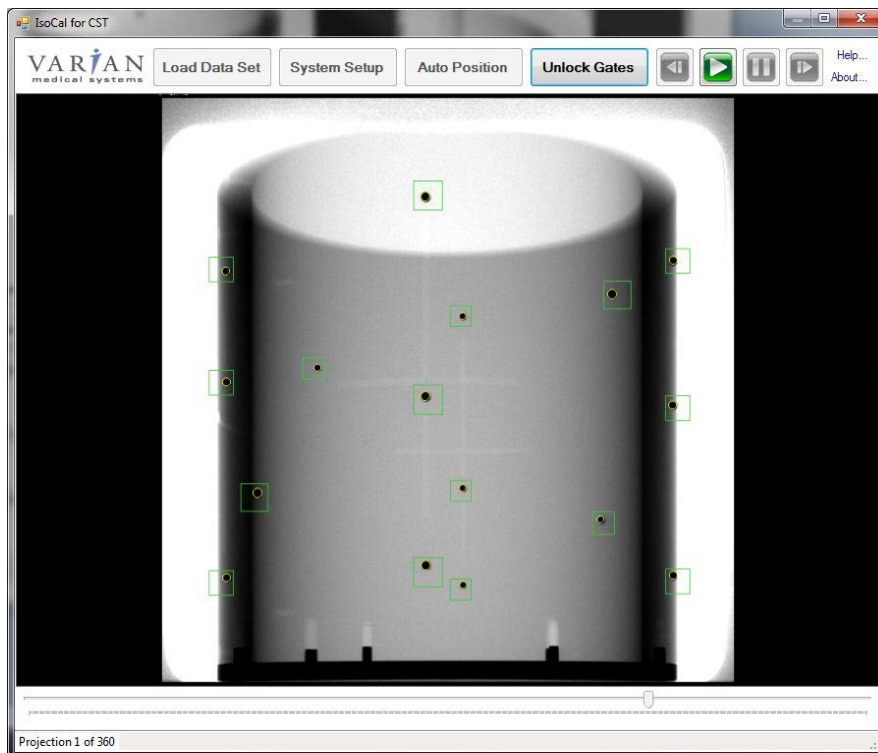 IsoCal for CST
VARIAN
medical systems
Load Data Set
System Setup
Auto Position
Unlock Gates
Help...
About...
Projection 1 of 360